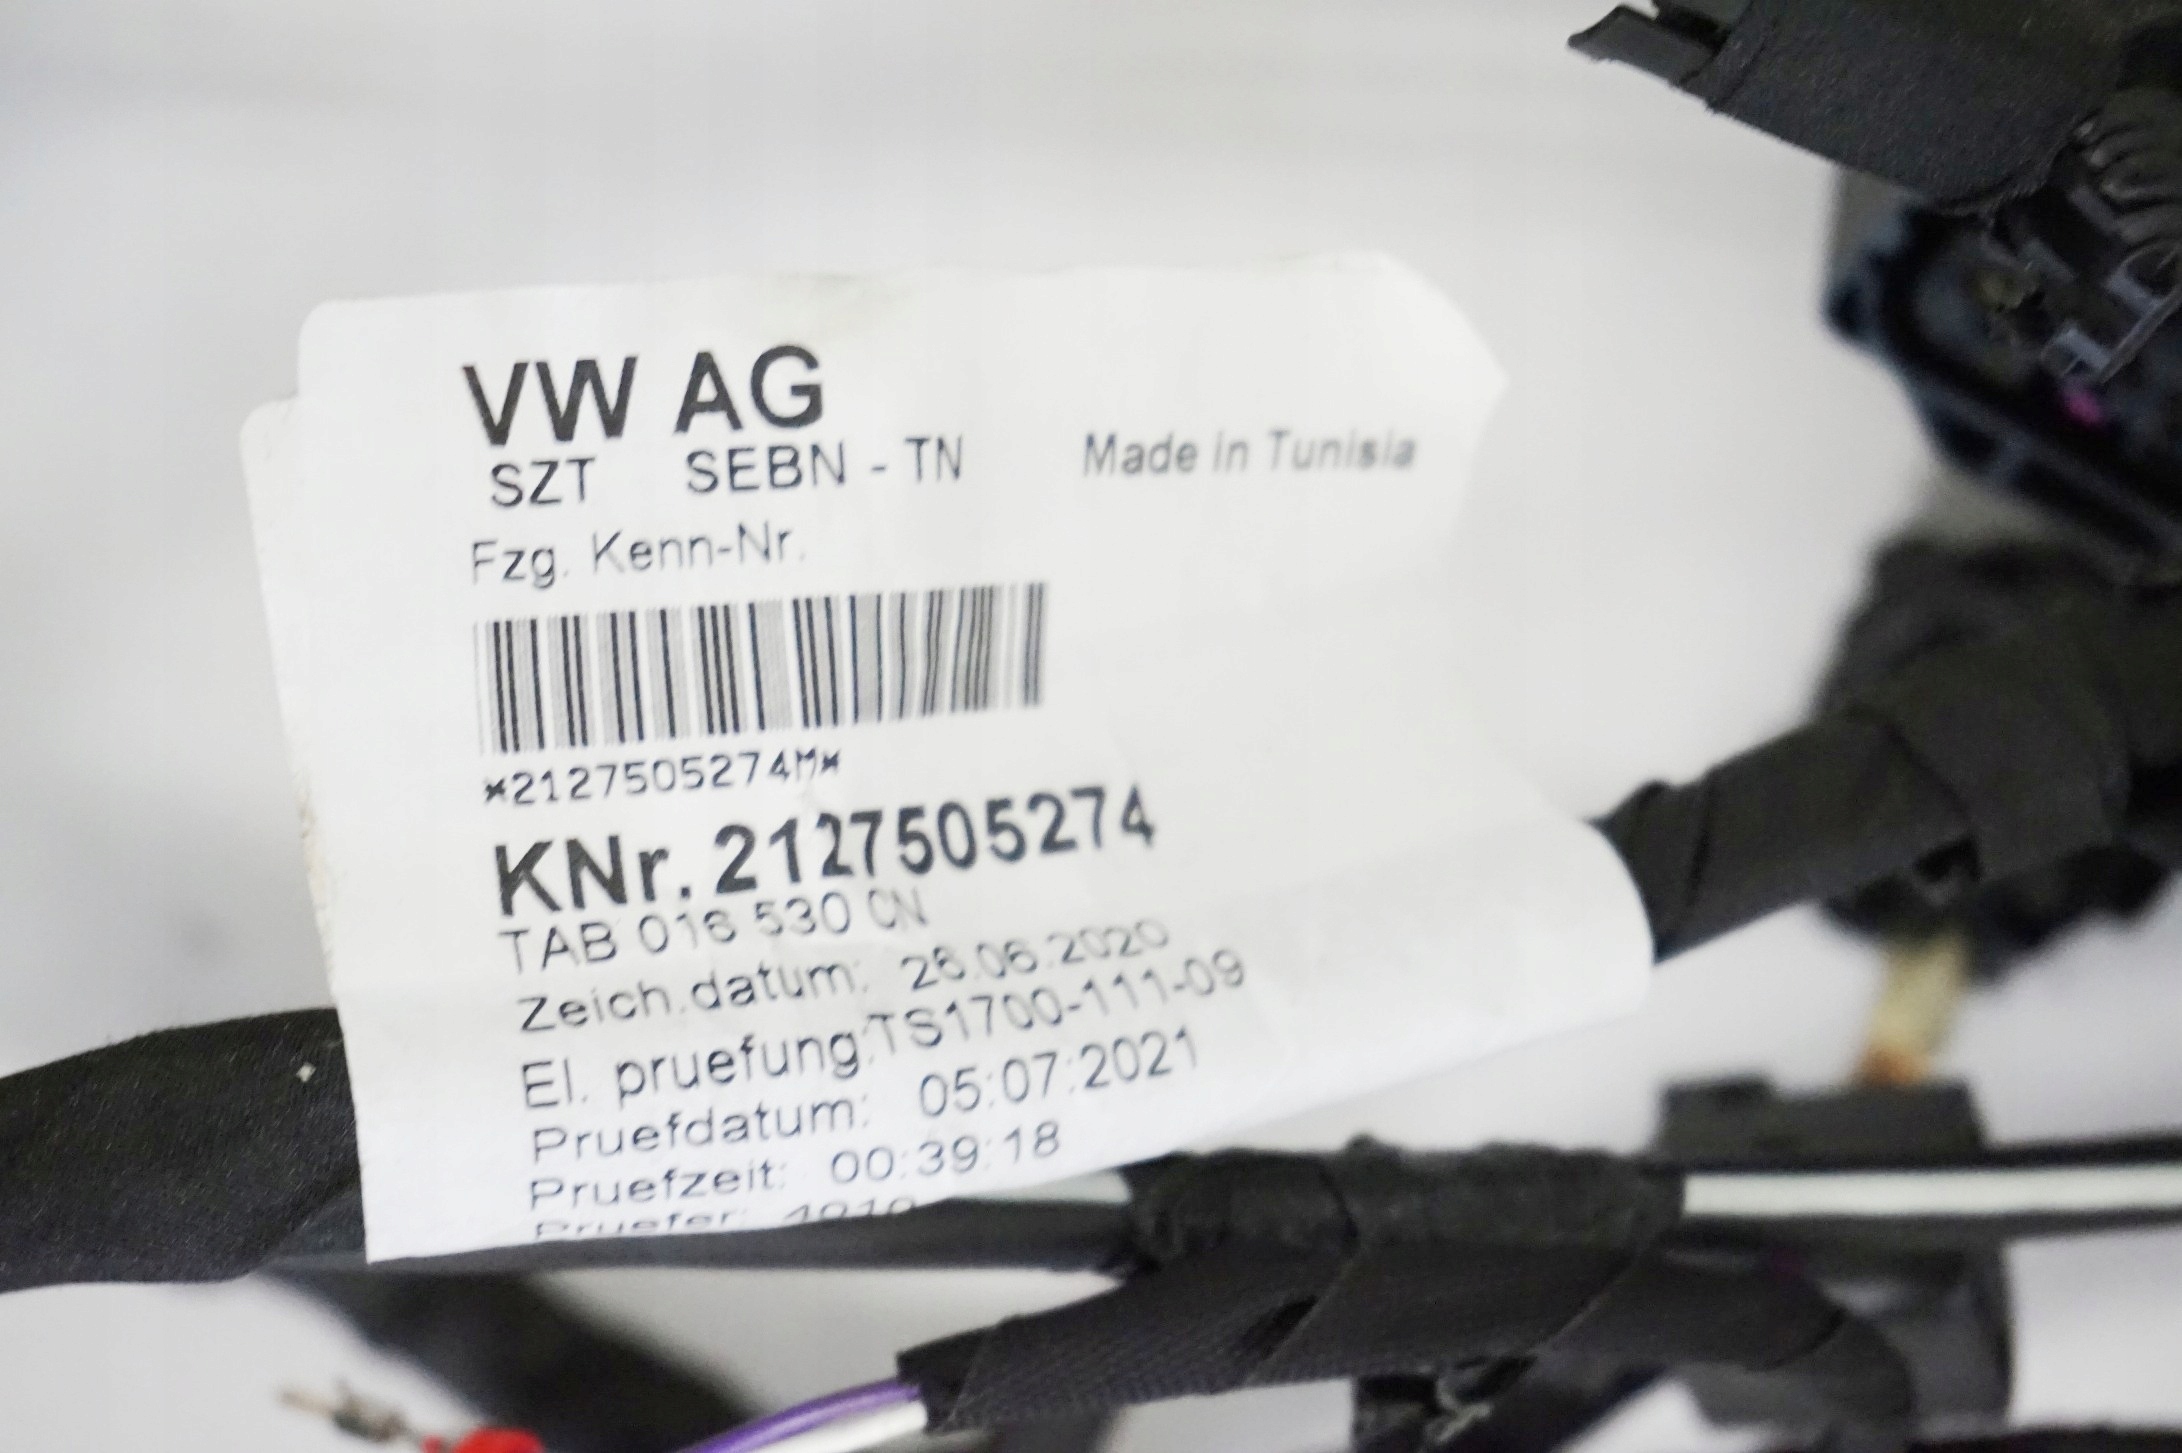 VW AG
SZT SEBN - TN Made in Tunisia
Fzg. Kenn-Nr.
*2127505274M*
KNr. 2127505274
TAB 016 530 CN
Zeich.datum: 26.06.2020
El. pruefung:TS1700-111-09
Pruefdatum: 05:07:2021
Pruefzeit: 00:39:18
Pruefer: